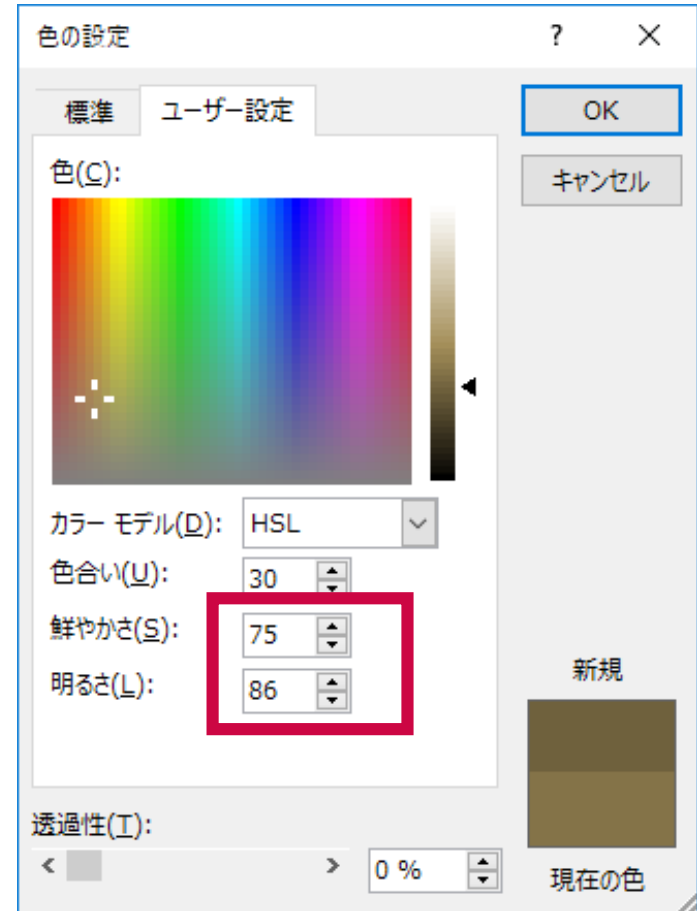 色の設定
?
×
標準
ユーザー設定
OK
キャンセル
色(C):
カラー モデル(D):
HSL
色合い(U):
30
鮮やかさ(S):
75
明るさ(L):
86
新規
現在の色
透過性(T):
0 %